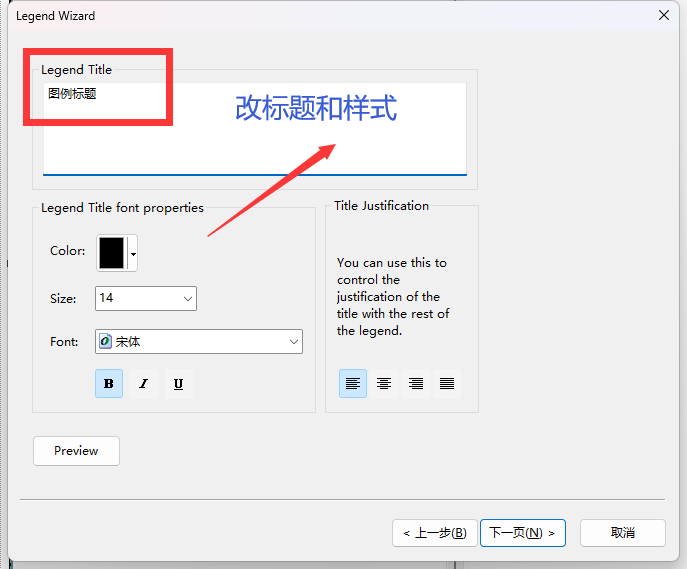 Legend Wizard
Legend Title
图例标题
改标题和样式
Legend Title font properties
Color:
Size:
14
Font:
宋体
B I U
Title Justification
You can use this to
control the
justification of the
title with the rest of
the legend.
Preview
< 上一步(B)
下一页(N) >
取消